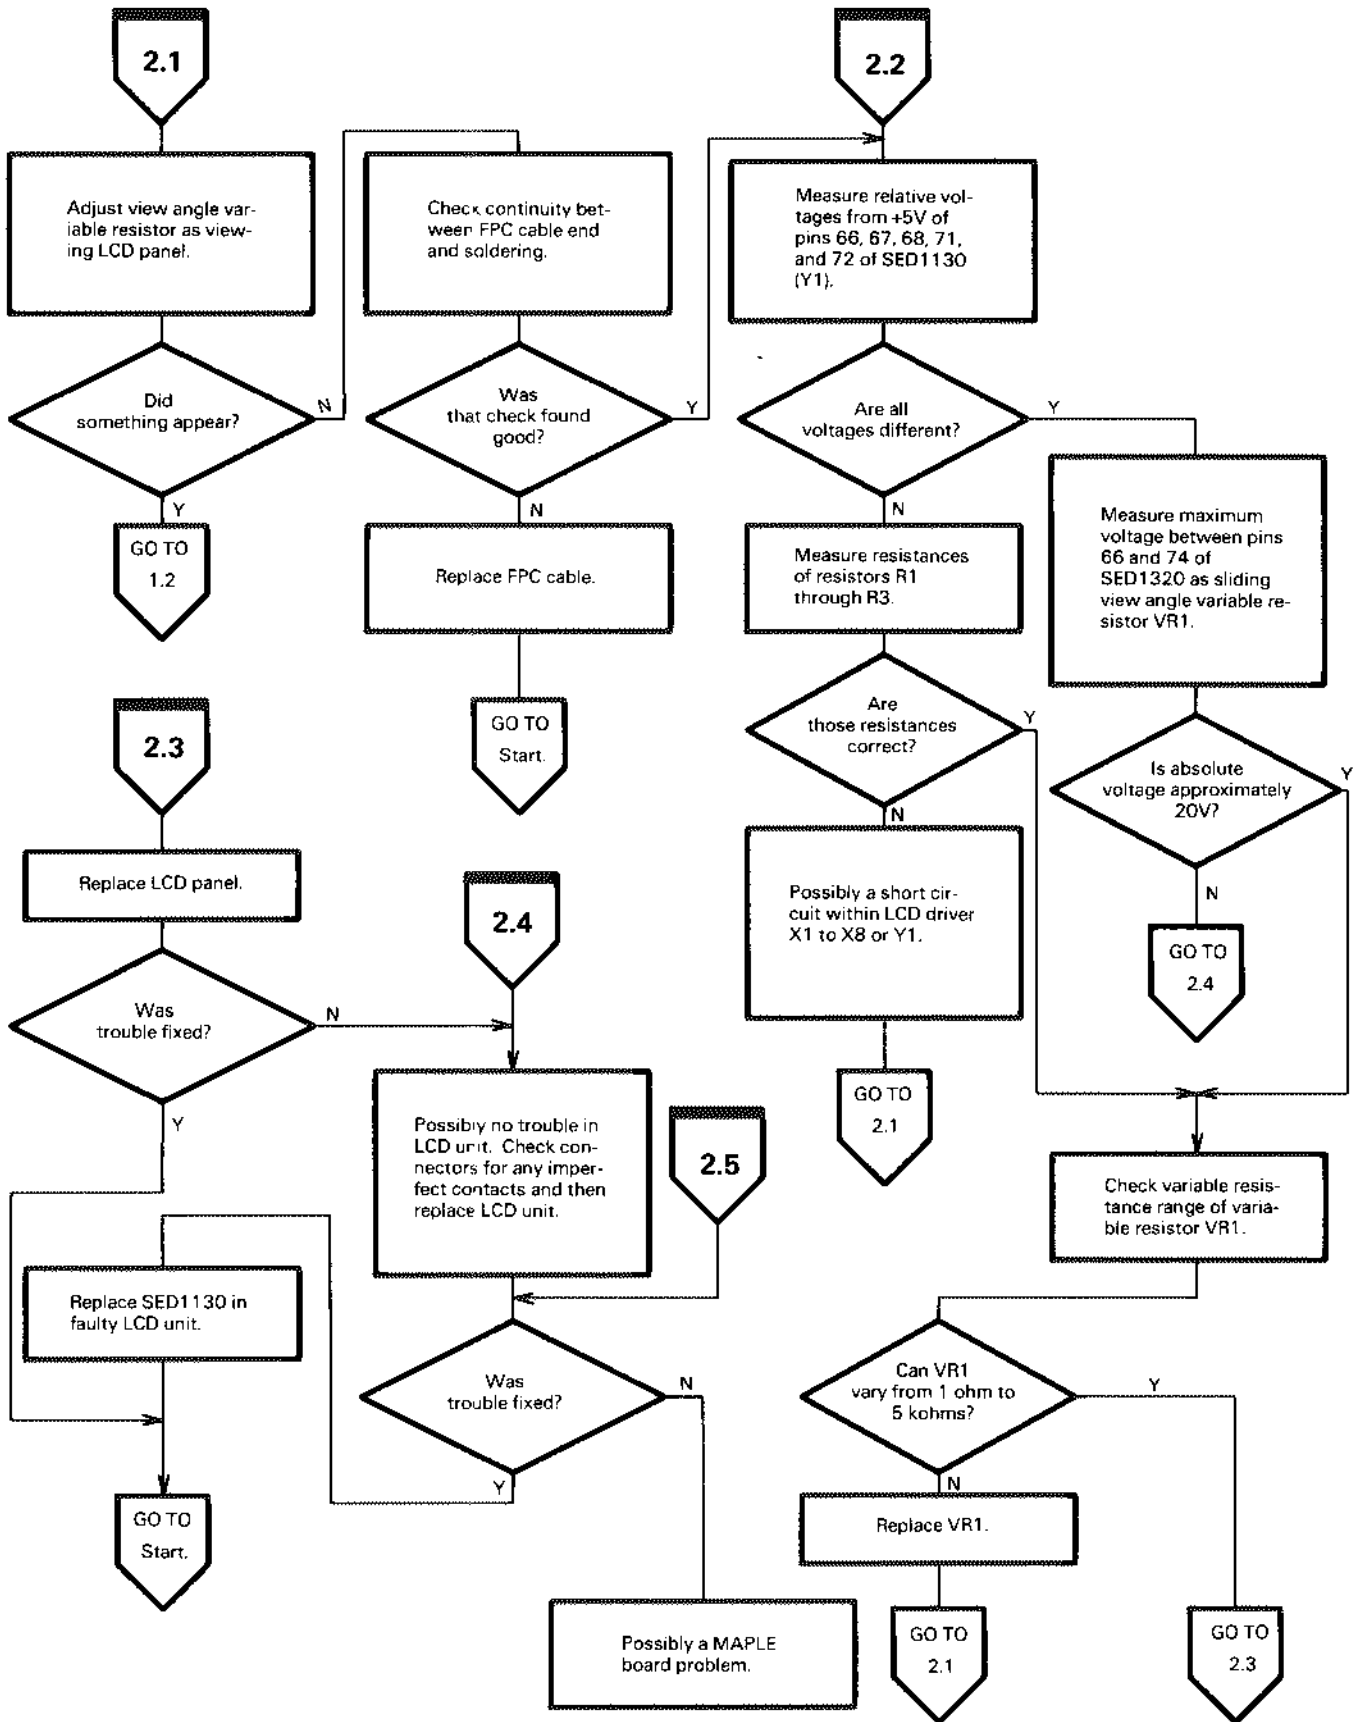 2.1
Adjust view angle var-
iable resistor as view-
ing LCD panel.
Did
something appear?
N
Y
GO TO
1.2
Check continuity bet-
ween FPC cable end
and soldering.
Was
that check found
good?
Y
N
Replace FPC cable.
GO TO
Start.
2.2
Measure relative vol-
tages from +5V of
pins 66, 67, 68, 71,
and 72 of SED1130
(Y1).
Are all
voltages different?
Y
N
Measure resistances
of resistors R1
through R3.
Are
those resistances
correct?
Y
N
Possibly a short cir-
cuit within LCD driver
X1 to X8 or Y1.
GO TO
2.1
Measure maximum
voltage between pins
66 and 74 of
SED1320 as sliding
view angle variable re-
sistor VR1.
Is absolute
voltage approximately
20V?
Y
N
GO TO
2.4
Check variable resis-
tance range of varia-
ble resistor VR1.
Can VR1
vary from 1 ohm to
5 kohms?
Y
N
Replace VR1.
GO TO
2.1
GO TO
2.3
2.3
Replace LCD panel.
Was
trouble fixed?
N
Y
Replace SED1130 in
faulty LCD unit.
GO TO
Start.
2.4
Possibly no trouble in
LCD unit. Check con-
nectors for any imper-
fect contacts and then
replace LCD unit.
2.5
Was
trouble fixed?
N
Y
Possibly a MAPLE
board problem.